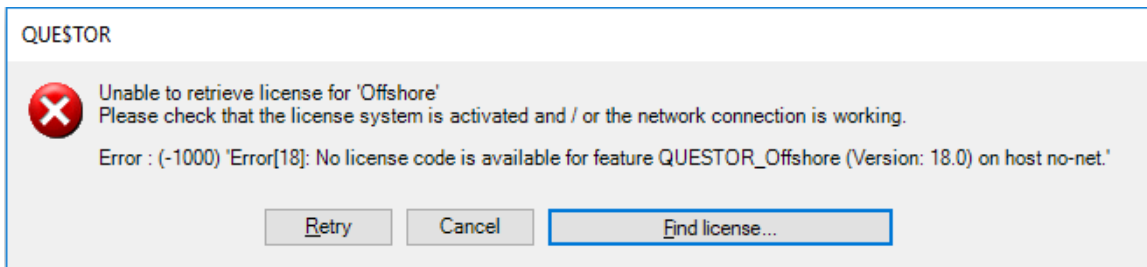 QUE$TOR
Unable to retrieve license for 'Offshore'
Please check that the license system is activated and / or the network connection is working.
Error : (-1000) 'Error[18]: No license code is available for feature QUESTOR_Offshore (Version: 18.0) on host no-net.'
Retry
Cancel
Find license...